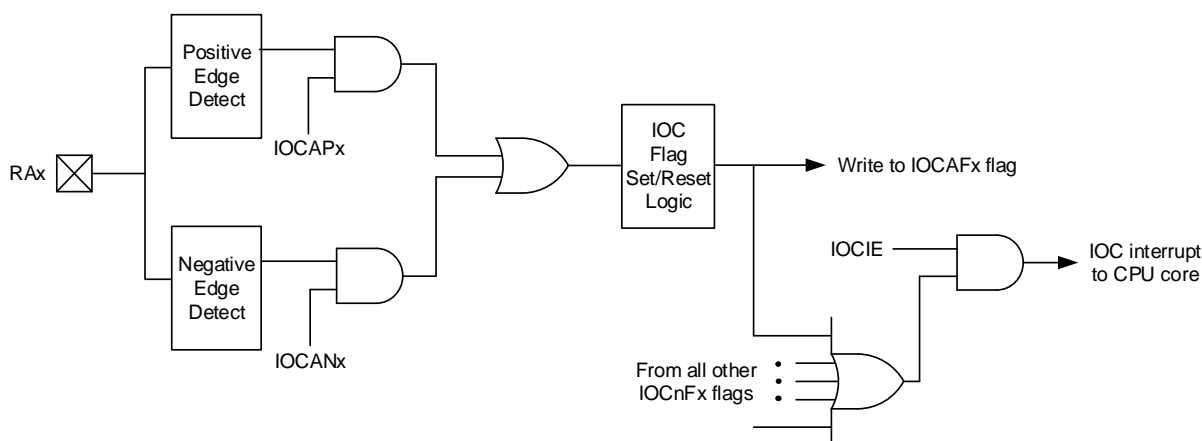 Positive
Edge
Detect
IOCAPx
RAx
IOC
Flag
Set/Reset
Logic
Write to IOCAFx flag
Negative
Edge
Detect
IOCANx
IOCIE
IOC interrupt
to CPU core
From all other
IOCnFx flags